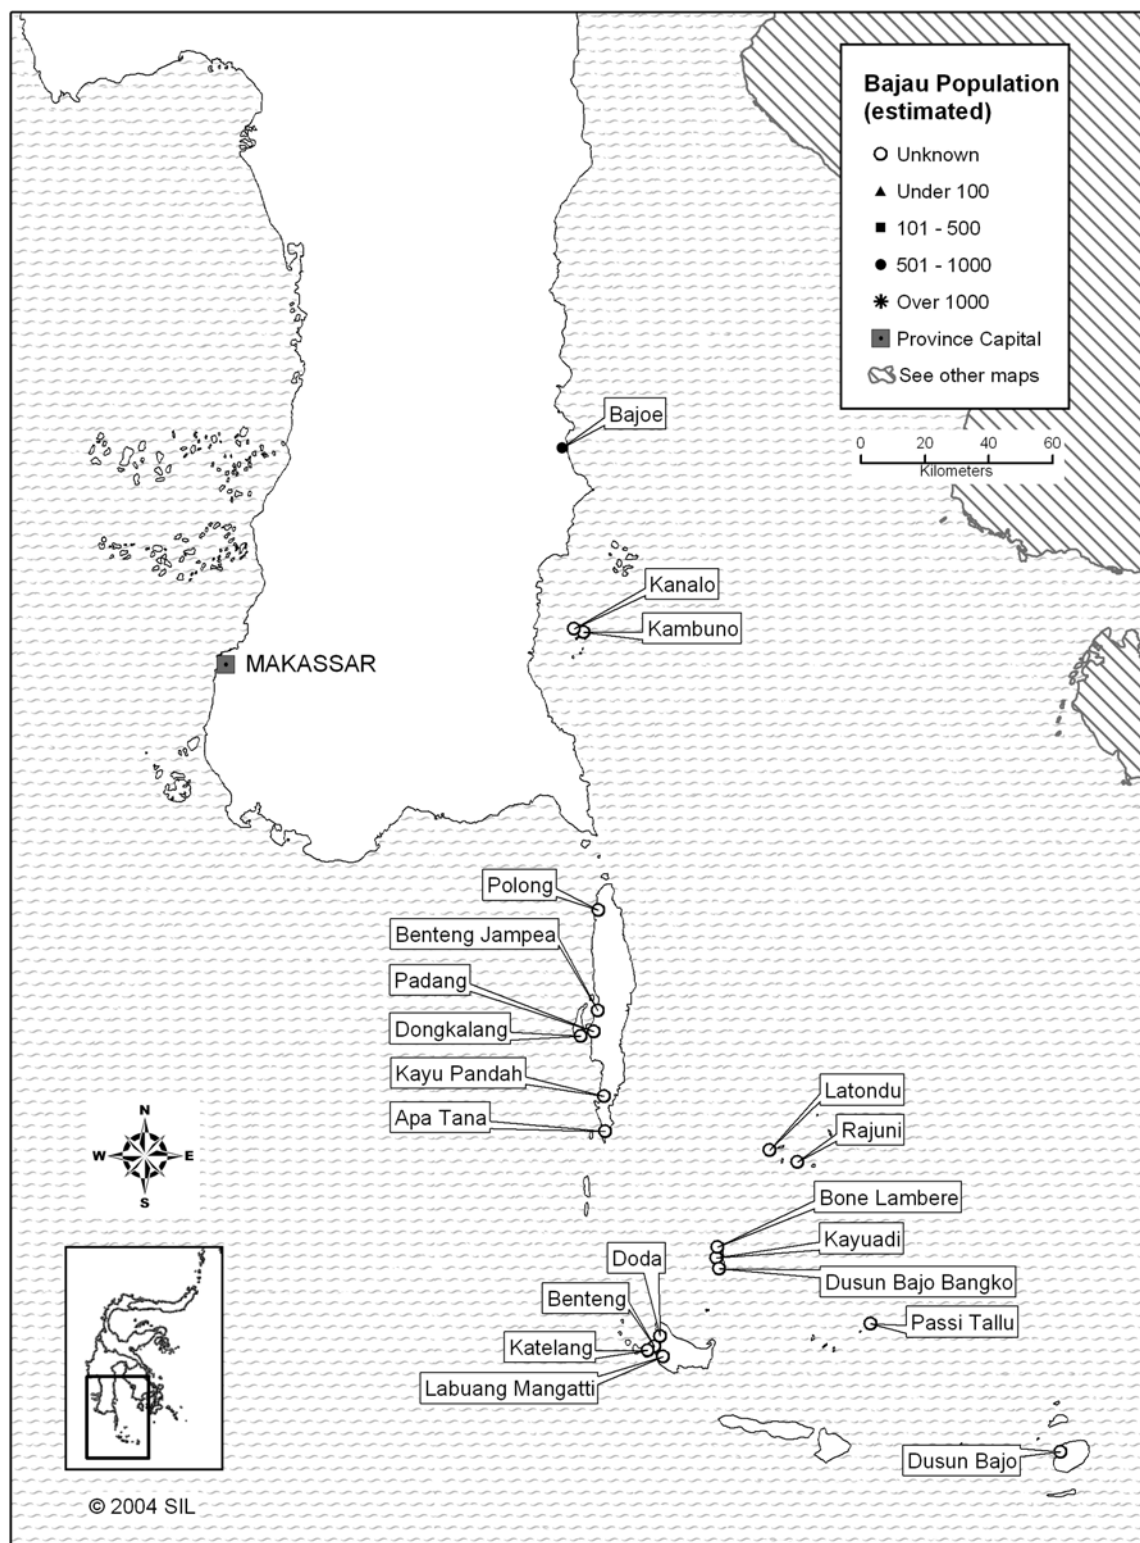 Bajau Population
(estimated)
Unknown
Under 100
101 - 500
501 - 1000
Over 1000
Province Capital
See other maps
0 20 40 60
Kilometers
Bajoe
Kanalo
Kambuno
MAKASSAR
Polong
Benteng Jampea
Padang
Dongkalang
Kayu Pandah
Apa Tana
Latondu
Rajuni
N
W E
S
Bone Lambere
Kayuadi
Dusun Bajo Bangko
Doda
Benteng
Passi Tallu
Katelang
Labuang Mangatti
Dusun Bajo
© 2004 SIL